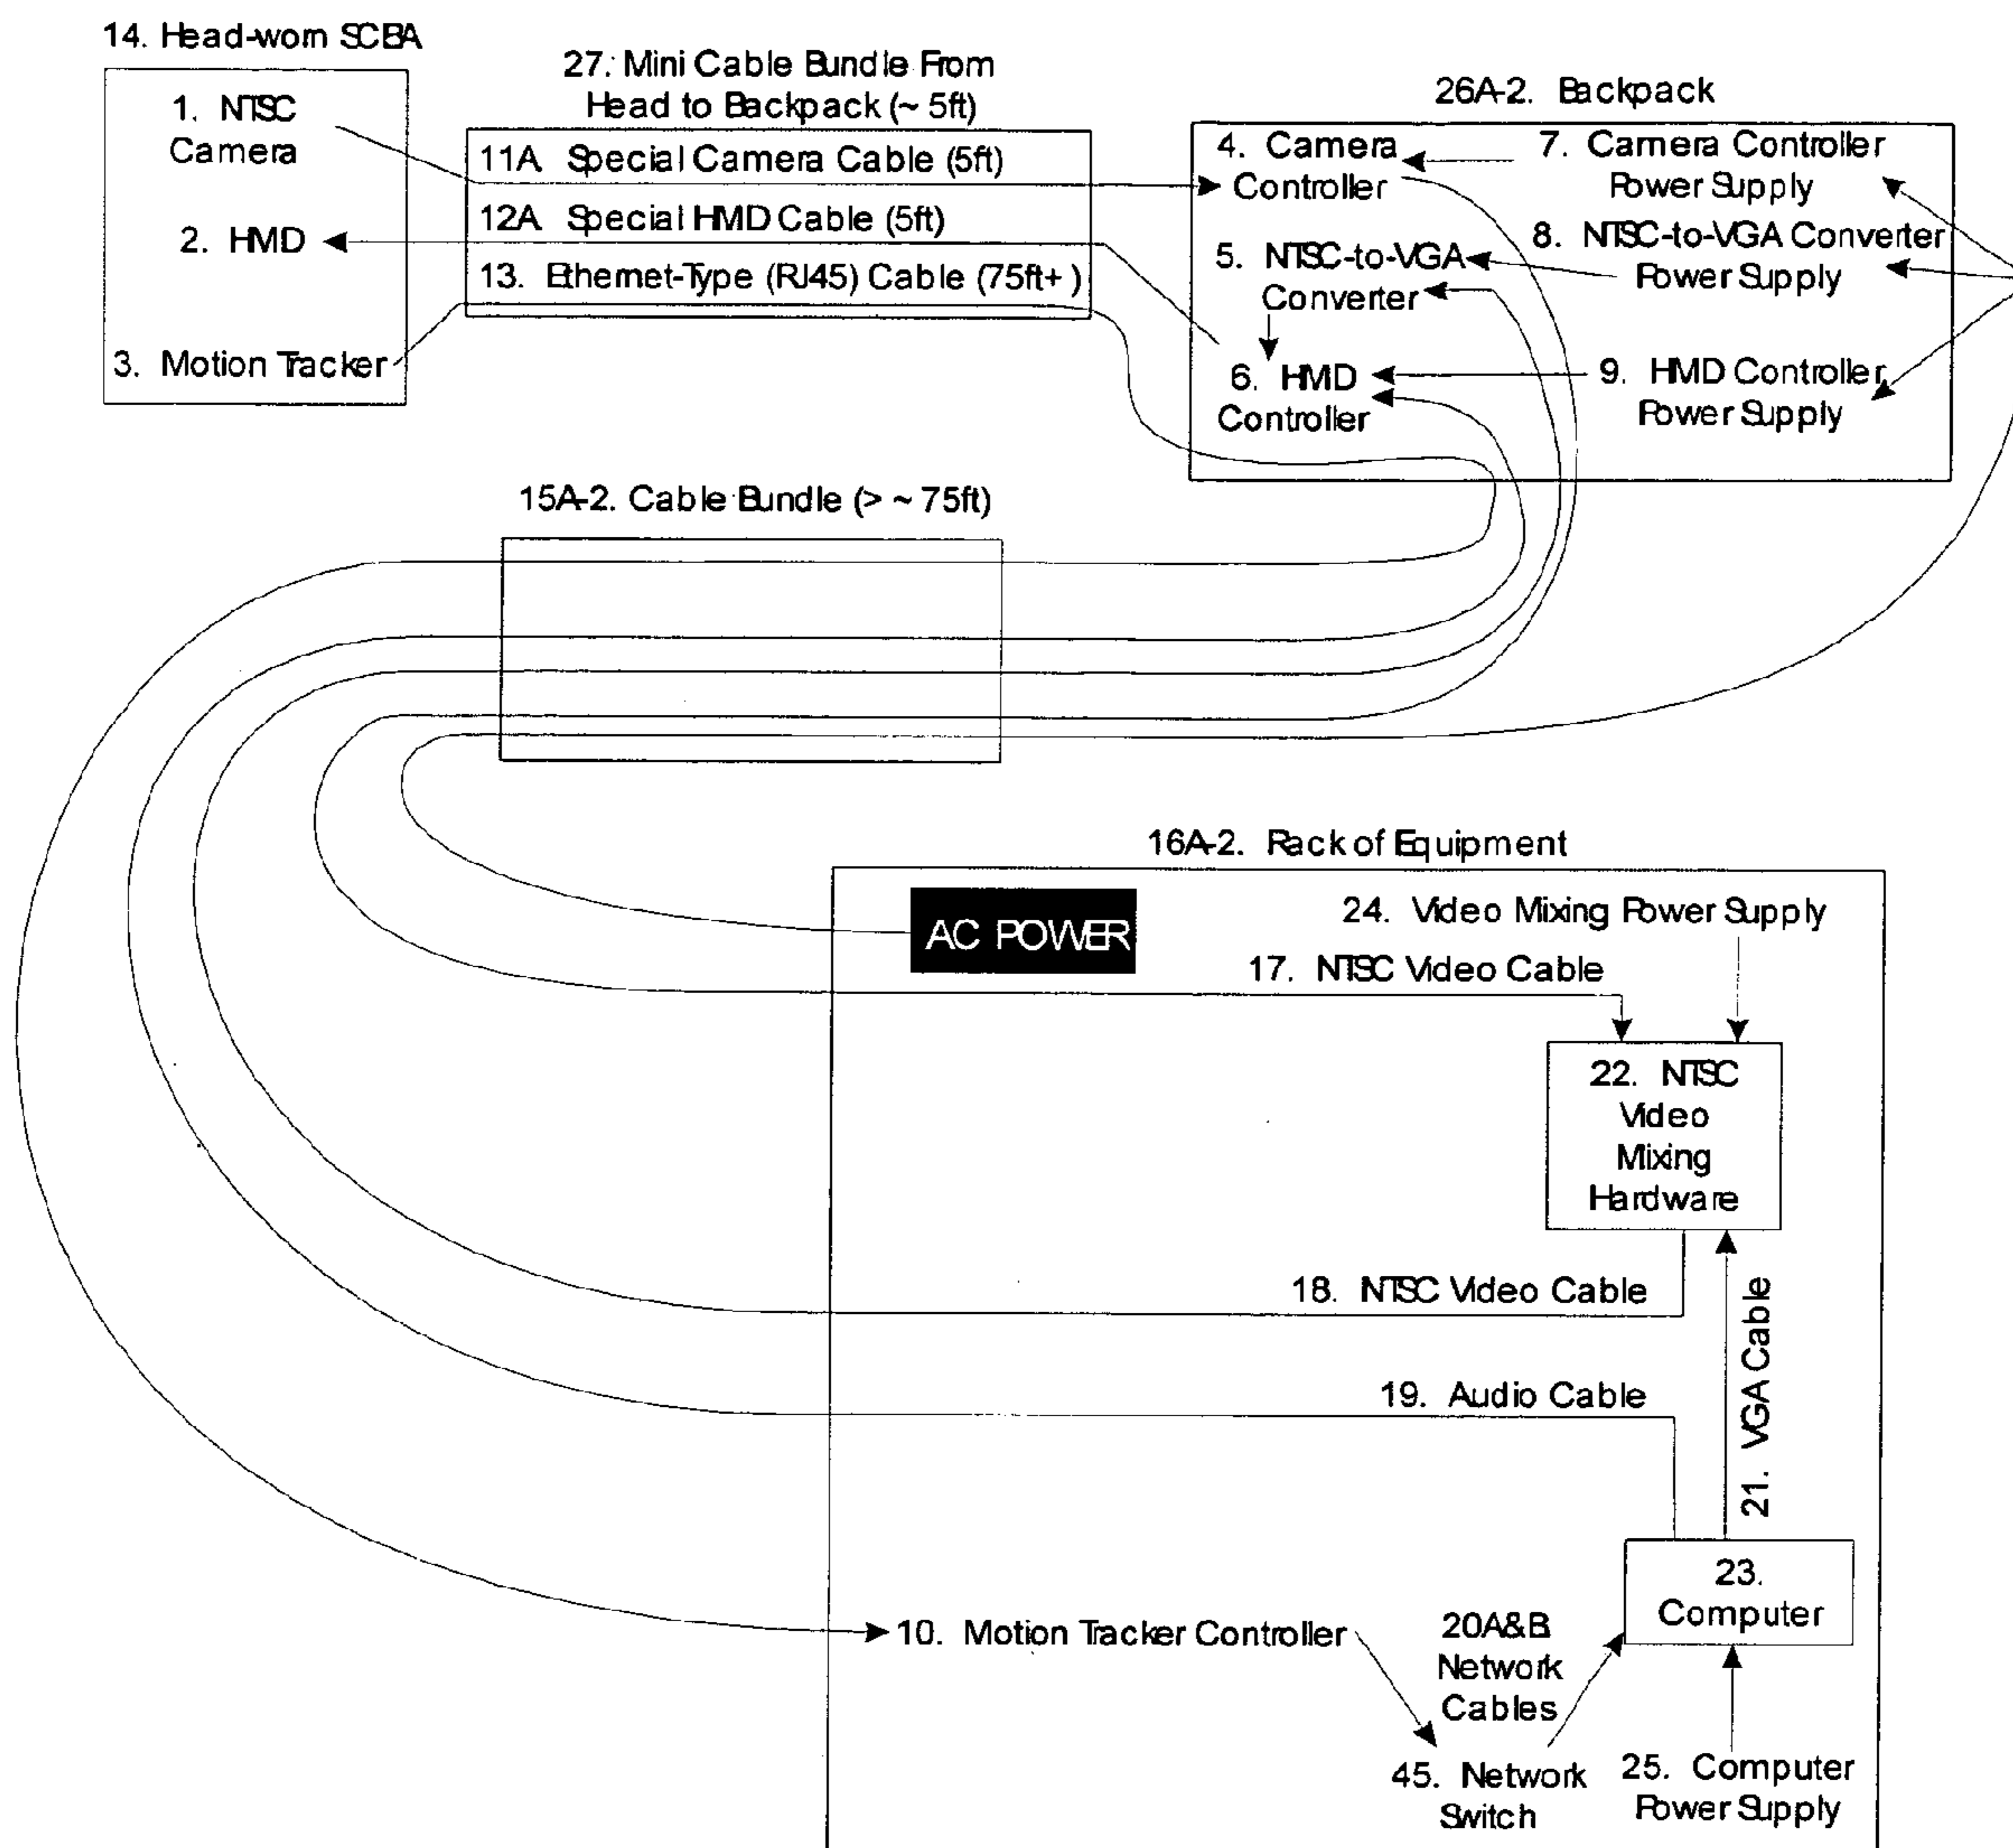 14. Head-worn SCBA
1. NTSC
Camera
2. HMD
3. Motion Tracker
27. Mini Cable Bundle From
Head to Backpack (~ 5ft)
11A. Special Camera Cable (5ft)
12A. Special HMD Cable (5ft)
13. Ethernet-Type (RJ45) Cable (75ft+)
26A-2. Backpack
4. Camera
Controller
7. Camera Controller
Power Supply
5. NTSC-to-VGA
Converter
8. NTSC-to-VGA Converter
Power Supply
6. HMD
Controller
9. HMD Controller
Power Supply
15A-2. Cable Bundle (> ~ 75ft)
16A-2. Rack of Equipment
AC POWER
24. Video Mixing Power Supply
17. NTSC Video Cable
22. NTSC
Video
Mixing
Hardware
18. NTSC Video Cable
21. VGA Cable
19. Audio Cable
23.
Computer
10. Motion Tracker Controller
20A&B
Network
Cables
45. Network
Switch
25. Computer
Power Supply